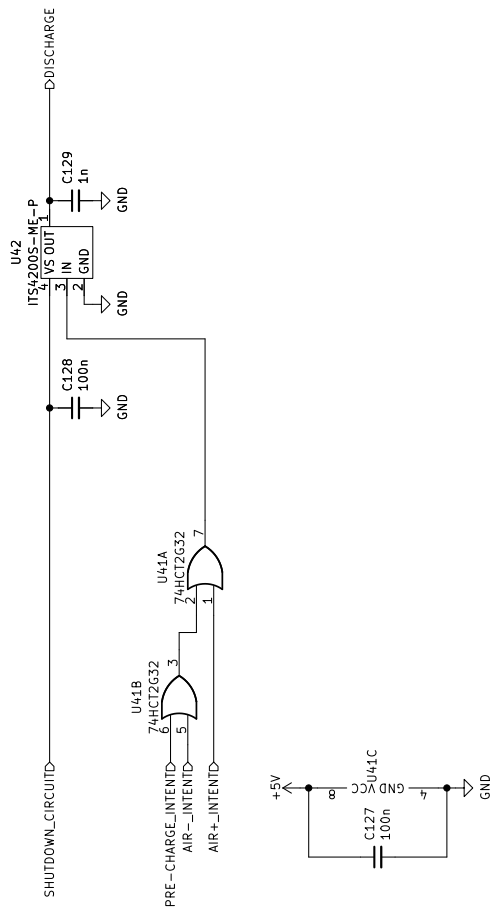 DISCHARGE
C129
1n
GND
U42
ITS4200S-ME-P
1
VS OUT
IN
GND
4
3
2
GND
C128
100n
GND
7
U41A
74HCT2G32
2
1
3
U41B
74HCT2G32
6
5
SHUTDOWN_CIRCUIT
PRE-CHARGE_INTENT
AIR-_INTENT
AIR+_INTENT
+5V
U41C
8
GND VCC
4
C127
100n
GND